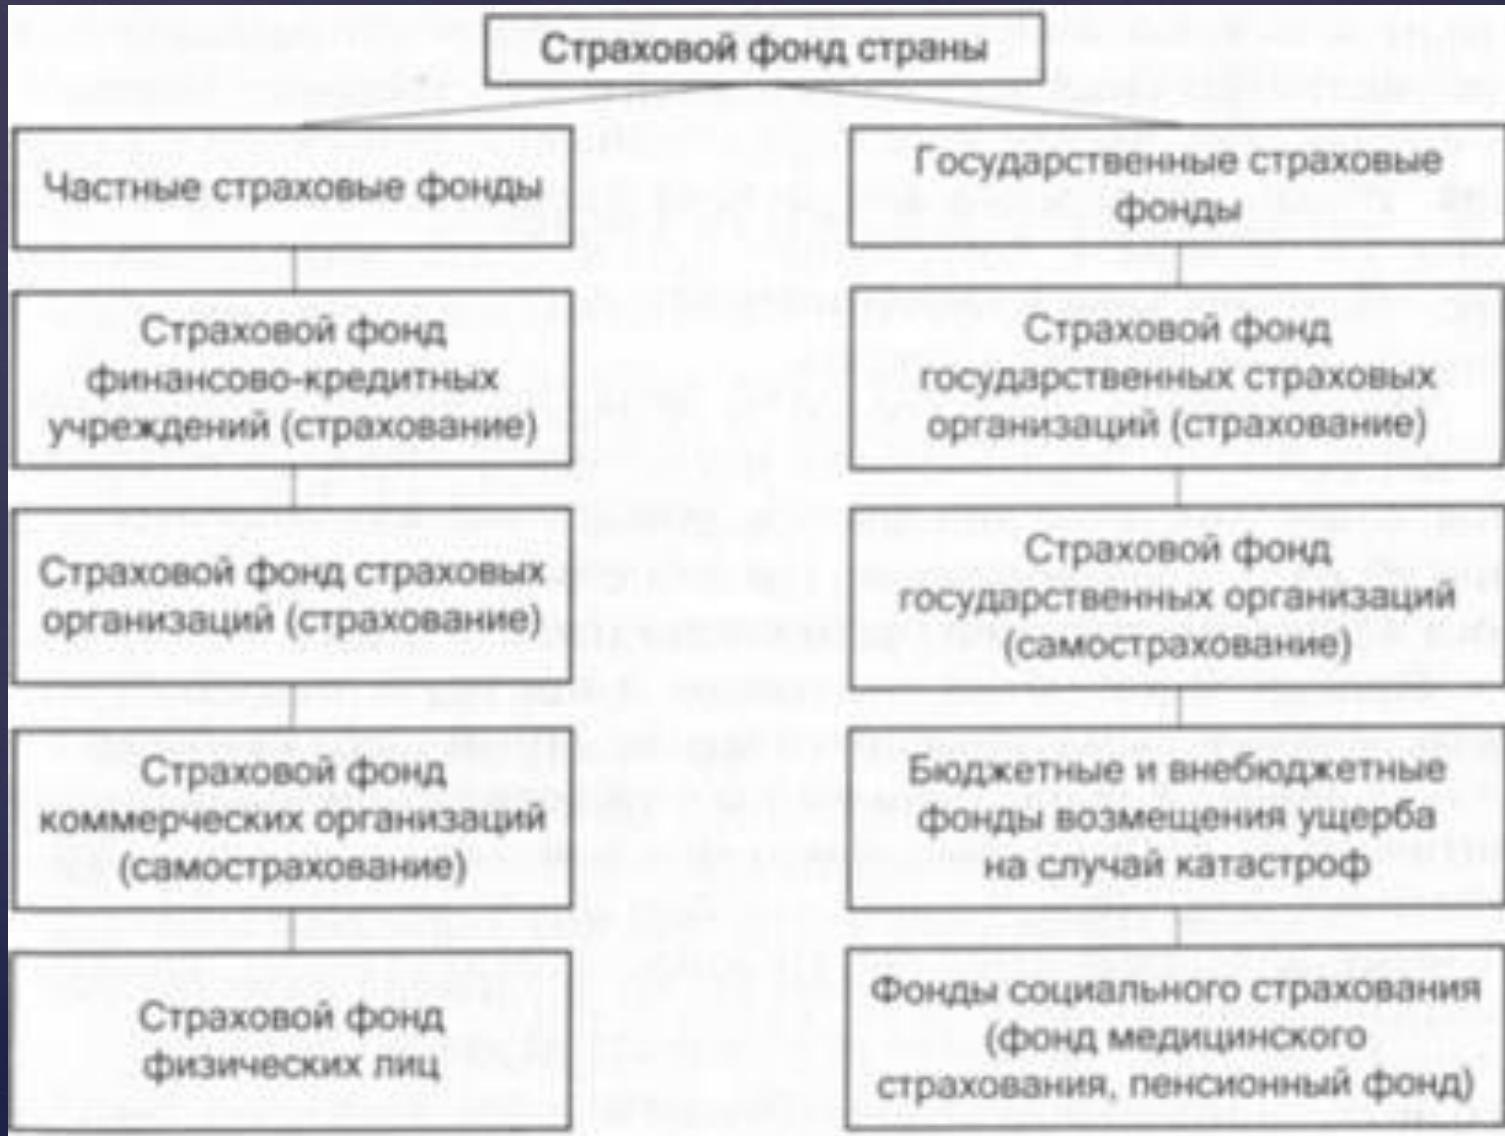 Страховой фонд страны
Частные страховые фонды
Страховой фонд
финансово-кредитных
учреждений (страхование)
Страховой фонд страховых
организаций (страхование)
Страховой фонд
коммерческих организаций
(самострахование)
Страховой фонд
физических лиц
Государственные страховые
фонды
Страховой фонд
государственных страховых
организаций (страхование)
Страховой фонд
государственных организаций
(самострахование)
Бюджетные и внебюджетные
фонды возмещения ущерба
на случай катастроф
Фонды социального страхования
(фонд медицинского
страхования, пенсионный фонд)